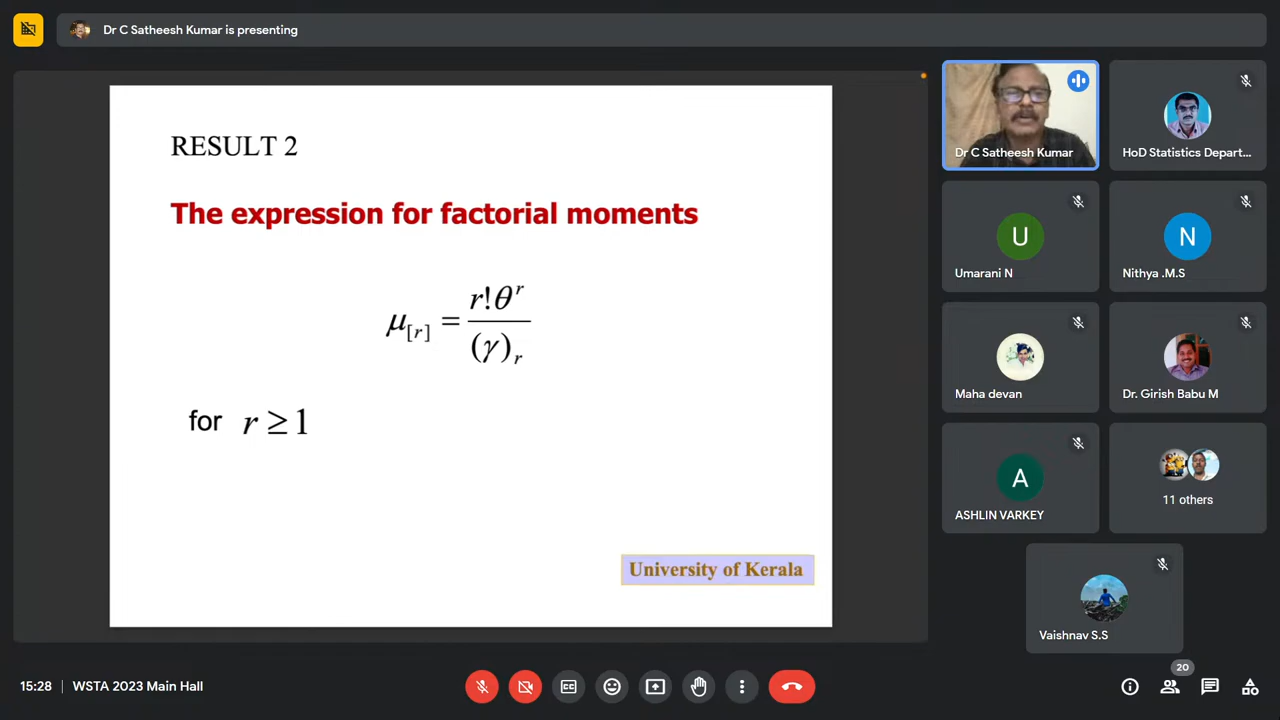 Dr C Satheesh Kumar is presenting
RESULT 2
The expression for factorial moments
μ[r] = r!θ^r / (γ)_r
for r ≥ 1
University of Kerala
Dr C Satheesh Kumar
HoD Statistics Depart...
U
Umarani N
N
Nithya .M.S
Maha devan
Dr. Girish Babu M
A
ASHLIN VARKEY
11 others
Vaishnav S.S
15:28 | WSTA 2023 Main Hall
CC
20